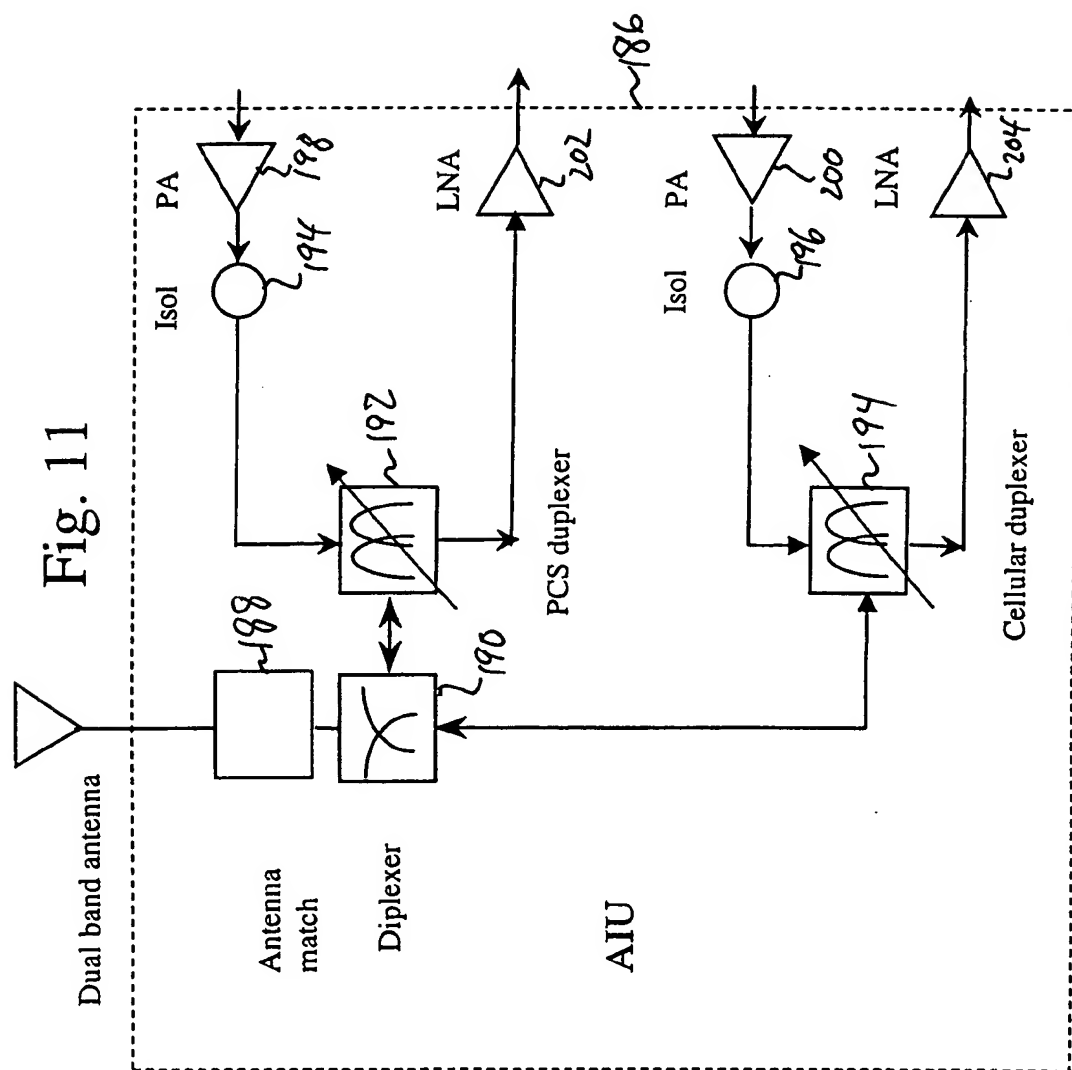 Fig. 11
Dual band antenna
Antenna
match
188
Diplexer
190
AIU
186
PCS duplexer
192
Isol
194
PA
198
LNA
202
Cellular duplexer
194
Isol
196
PA
200
LNA
204